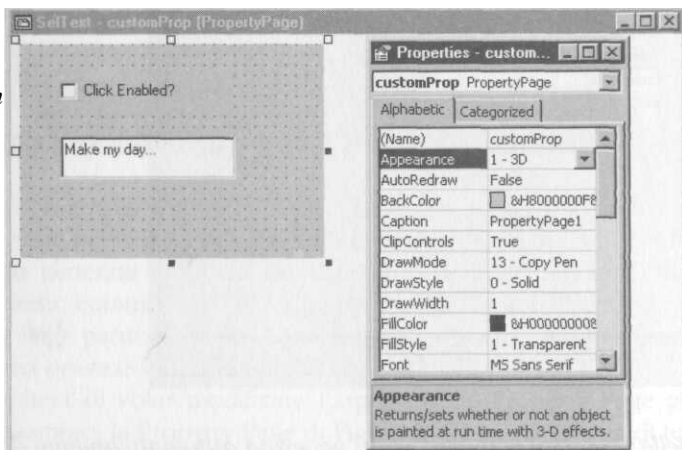 SelText - customProp (PropertyPage)
Click Enabled?
Make my day...
Properties - custom...
customProp PropertyPage
Alphabetic Categorized
(Name) customProp
Appearance 1 - 3D
AutoRedraw False
BackColor &H8000000F&
Caption PropertyPage1
ClipControls True
DrawMode 13 - Copy Pen
DrawStyle 0 - Solid
DrawWidth 1
FillColor &H00000000&
FillStyle 1 - Transparent
Font MS Sans Serif
Appearance
Returns/sets whether or not an object
is painted at run time with 3-D effects.